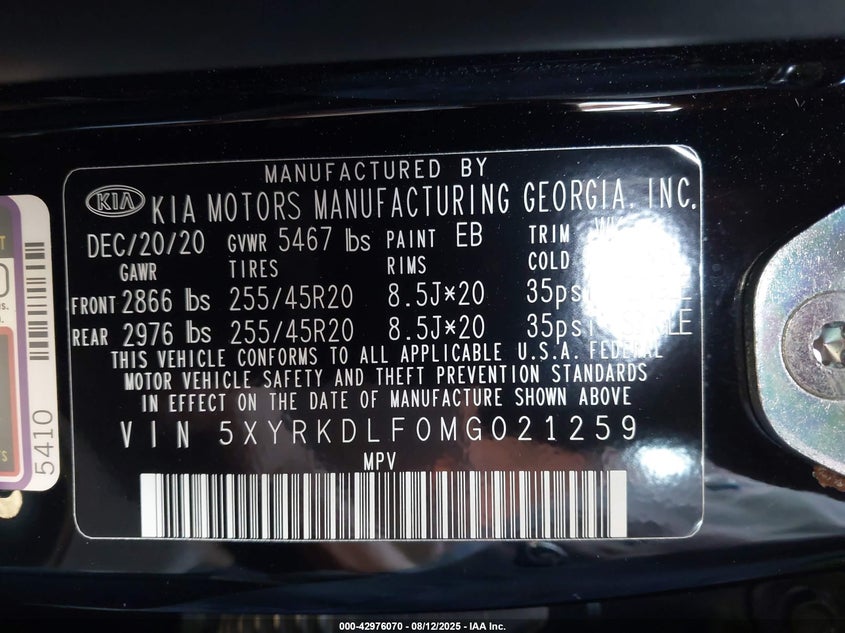 MANUFACTURED BY
KIA KIA MOTORS MANUFACTURING GEORGIA, INC.
DEC/20/20 GVWR 5467 lbs PAINT EB TRIM
GAWR TIRES RIMS COLD
FRONT 2866 lbs 255/45R20 8.5J*20 35psi
REAR 2976 lbs 255/45R20 8.5J*20 35psi
THIS VEHICLE CONFORMS TO ALL APPLICABLE U.S.A. FEDERAL
MOTOR VEHICLE SAFETY AND THEFT PREVENTION STANDARDS
IN EFFECT ON THE DATE OF MANUFACTURE SHOWN ABOVE
VIN 5XYRKDLF0MG021259
MPV
5410
000-42976070 - 08/12/2025 - IAA Inc.